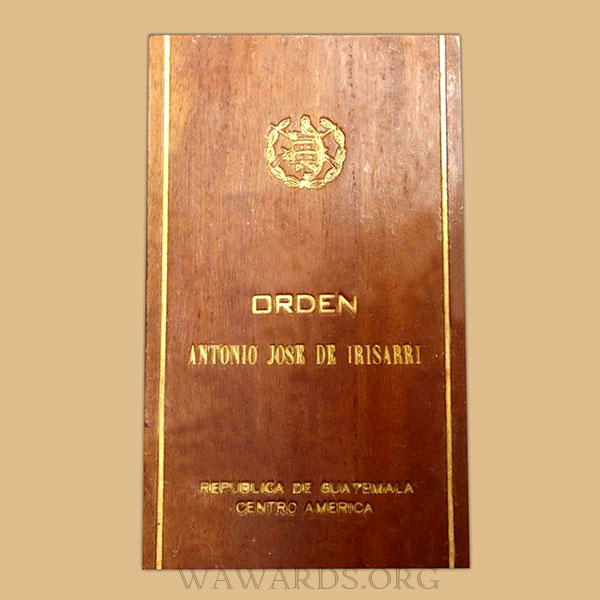 ORDEN
ANTONIO JOSE DE IRISARRI
REPUBLICA DE GUATEMALA
CENTRO AMERICA
WAWARDS.ORG